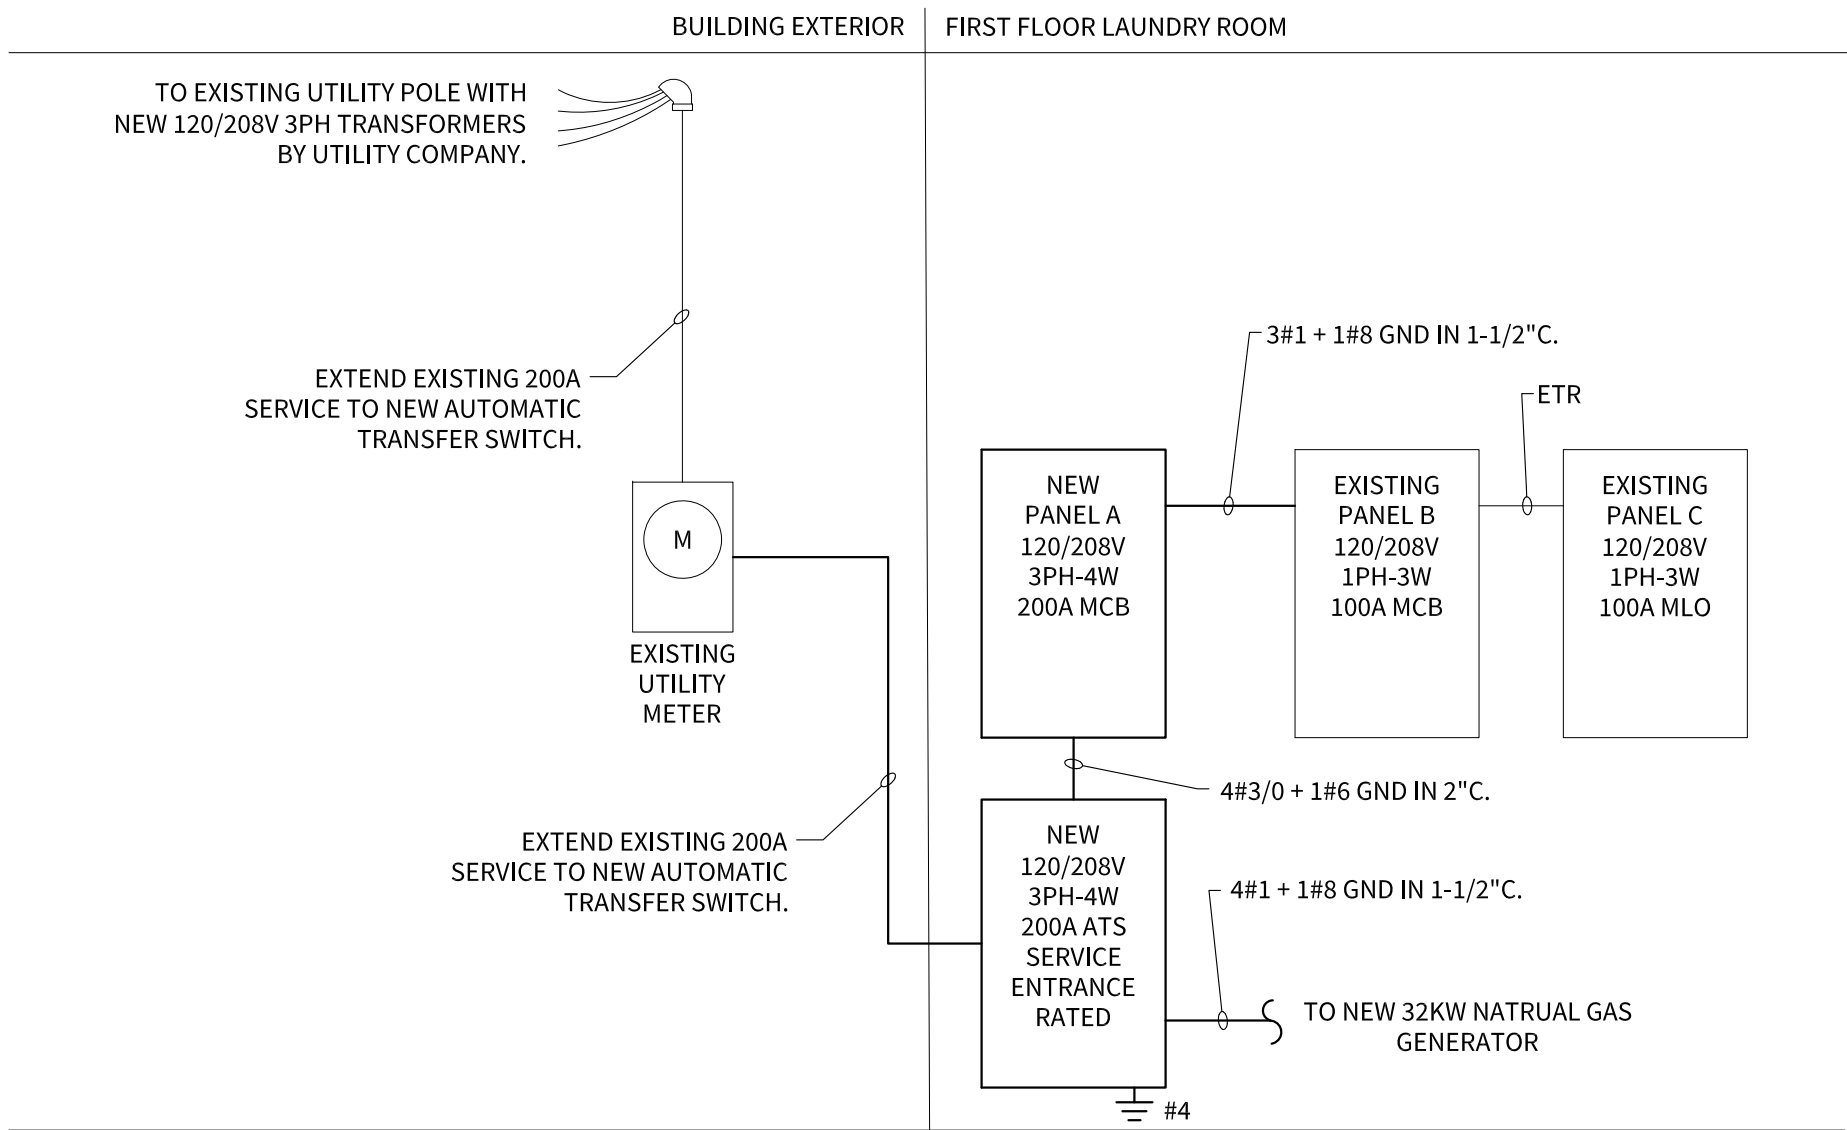 BUILDING EXTERIOR
FIRST FLOOR LAUNDRY ROOM
TO EXISTING UTILITY POLE WITH
NEW 120/208V 3PH TRANSFORMERS
BY UTILITY COMPANY.
EXTEND EXISTING 200A
SERVICE TO NEW AUTOMATIC
TRANSFER SWITCH.
M
EXISTING
UTILITY
METER
EXTEND EXISTING 200A
SERVICE TO NEW AUTOMATIC
TRANSFER SWITCH.
3#1 + 1#8 GND IN 1-1/2"C.
ETR
NEW
PANEL A
120/208V
3PH-4W
200A MCB
EXISTING
PANEL B
120/208V
1PH-3W
100A MCB
EXISTING
PANEL C
120/208V
1PH-3W
100A MLO
4#3/0 + 1#6 GND IN 2"C.
NEW
120/208V
3PH-4W
200A ATS
SERVICE
ENTRANCE
RATED
4#1 + 1#8 GND IN 1-1/2"C.
TO NEW 32KW NATRUAL GAS
GENERATOR
#4